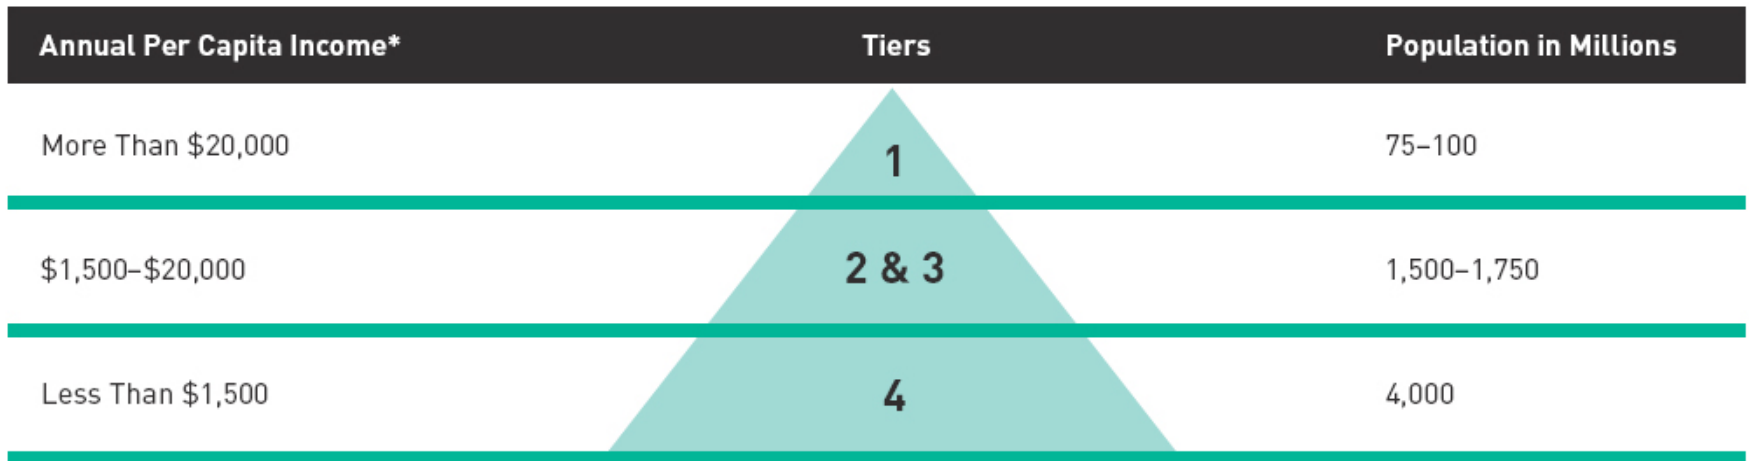 Annual Per Capita Income* Tiers Population in Millions
More Than $20,000 1 75–100
$1,500–$20,000 2 & 3 1,500–1,750
Less Than $1,500 4 4,000